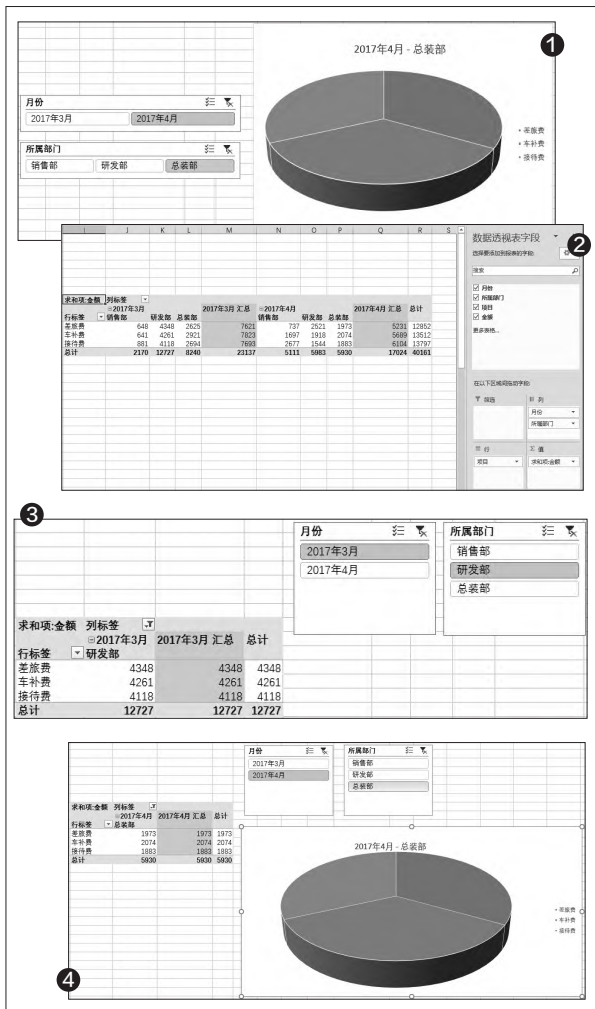 1
2017年4月 - 总装部
月份
2017年3月 2017年4月
所属部门
销售部 研发部 总装部
差旅费
车补费
接待费
2
I J K L M N O P Q R S
数据透视表字段
选择要添加到报表的字段:
搜索
月份
所属部门
项目
金额
更多表格...
在以下区域间拖动字段:
筛选 列
月份
所属部门
行 Σ 值
项目 求和项:金额
求和项:金额 列标签
2017年3月 2017年3月 汇总 2017年4月 2017年4月 汇总 总计
行标签 销售部 研发部 总装部 销售部 研发部 总装部
差旅费 648 4348 2625 7621 737 2521 1973 5231 12852
车补费 641 4261 2921 7823 1697 1918 2074 5689 13512
接待费 881 4118 2694 7693 2677 1544 1883 6104 13797
总计 2170 12727 8240 23137 5111 5983 5930 17024 40161
3
月份
2017年3月
2017年4月
所属部门
销售部
研发部
总装部
求和项:金额 列标签
2017年3月 2017年3月 汇总 总计
行标签 研发部
差旅费 4348 4348 4348
车补费 4261 4261 4261
接待费 4118 4118 4118
总计 12727 12727 12727
月份
2017年3月
2017年4月
所属部门
销售部
研发部
总装部
求和项:金额 列标签
2017年4月 2017年4月 汇总 总计
行标签 总装部
差旅费 1973 1973 1973
车补费 2074 2074 2074
接待费 1883 1883 1883
总计 5930 5930 5930
2017年4月 - 总装部
差旅费
车补费
接待费
4